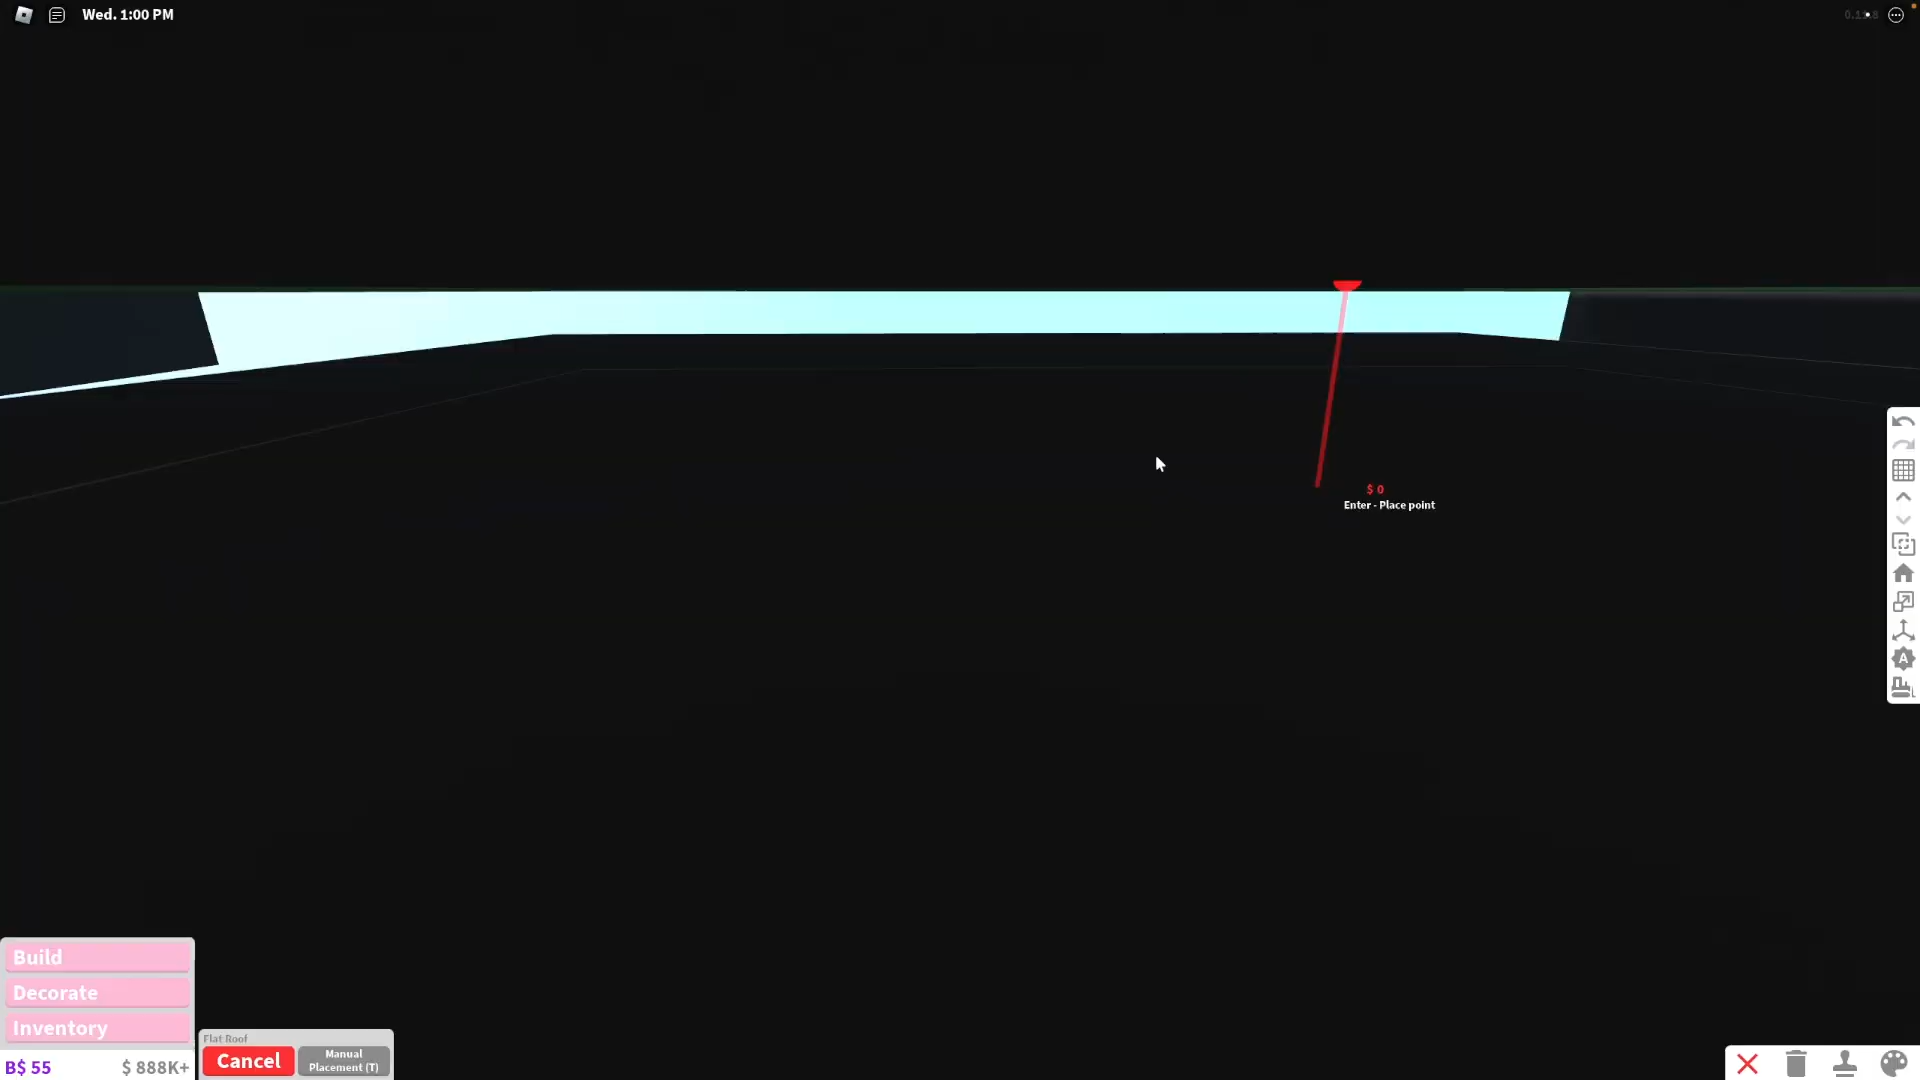 Wed. 1:00 PM
$ 0
Enter - Place point
Build
Decorate
Inventory
B$ 55
$ 888K+
Flat Roof
Cancel
Manual
Placement (T)
A